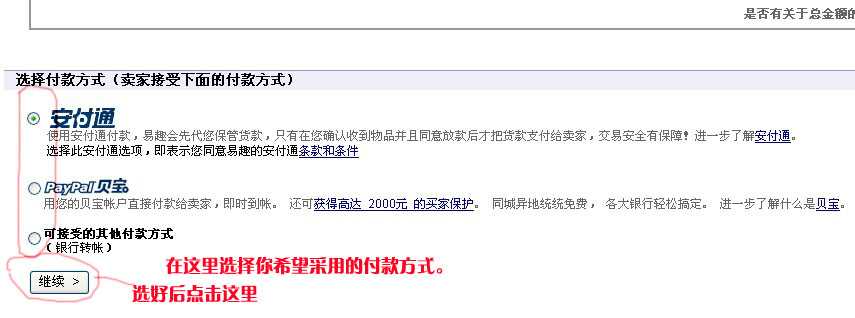 是否有关于总金额的
选择付款方式（卖家接受下面的付款方式）
安付通
使用安付通付款，易趣会先代您保管货款，只有在您确认收到物品并且同意放款后才把货款支付给卖家，交易安全有保障！进一步了解安付通。
选择此安付通选项，即表示您同意易趣的安付通条款和条件
PayPal 贝宝。
用您的贝宝帐户直接付款给卖家，即时到帐。 还可获得高达 2000元 的买家保护。 同城异地统统免费， 各大银行轻松搞定。 进一步了解什么是贝宝。
可接受的其他付款方式
（银行转帐）
在这里选择你希望采用的付款方式。
继续 >
选好后点击这里